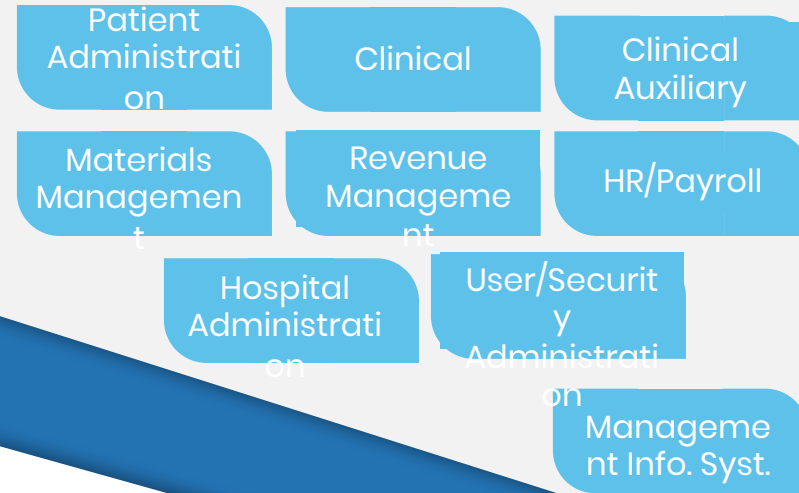 Patient
Administrati
on
Clinical
Clinical
Auxiliary
Materials
Managemen
t
Revenue
Manageme
nt
HR/Payroll
Hospital
Administrati
on
User/Securit
y
Administrati
on
Manageme
nt Info. Syst.